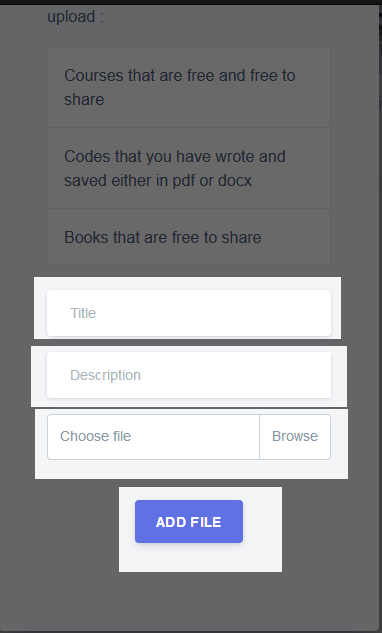 upload :
Courses that are free and free to
share
Codes that you have wrote and
saved either in pdf or docx
Books that are free to share
Title
Description
Choose file Browse
ADD FILE